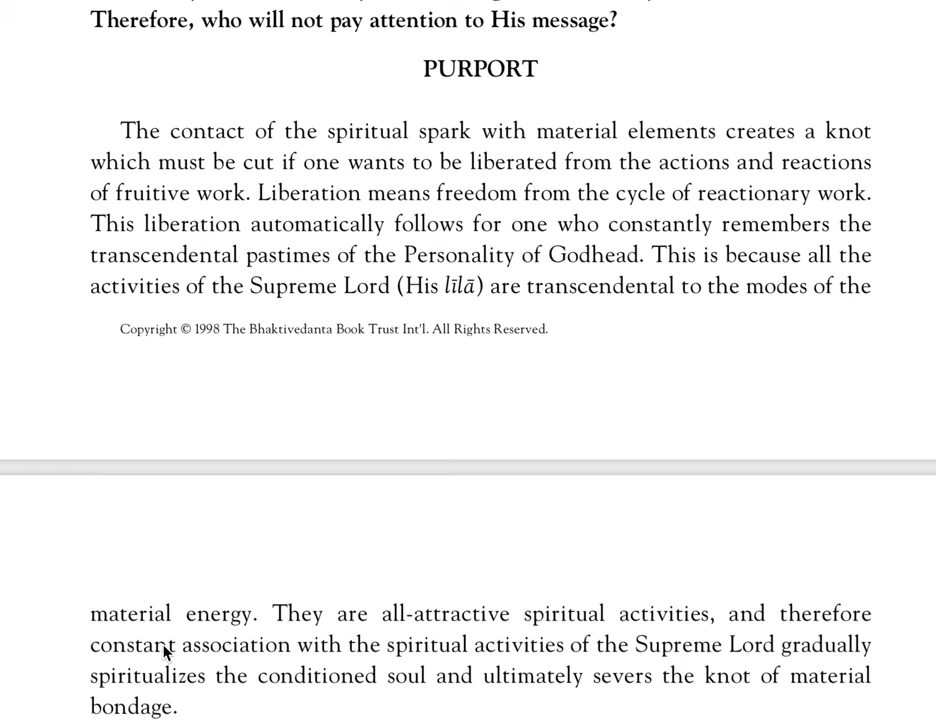 Therefore, who will not pay attention to His message?
PURPORT
The contact of the spiritual spark with material elements creates a knot
which must be cut if one wants to be liberated from the actions and reactions
of fruitive work. Liberation means freedom from the cycle of reactionary work.
This liberation automatically follows for one who constantly remembers the
transcendental pastimes of the Personality of Godhead. This is because all the
activities of the Supreme Lord (His līlā) are transcendental to the modes of the
Copyright © 1998 The Bhaktivedanta Book Trust Int'l. All Rights Reserved.
material energy. They are all-attractive spiritual activities, and therefore
constant association with the spiritual activities of the Supreme Lord gradually
spiritualizes the conditioned soul and ultimately severs the knot of material
bondage.